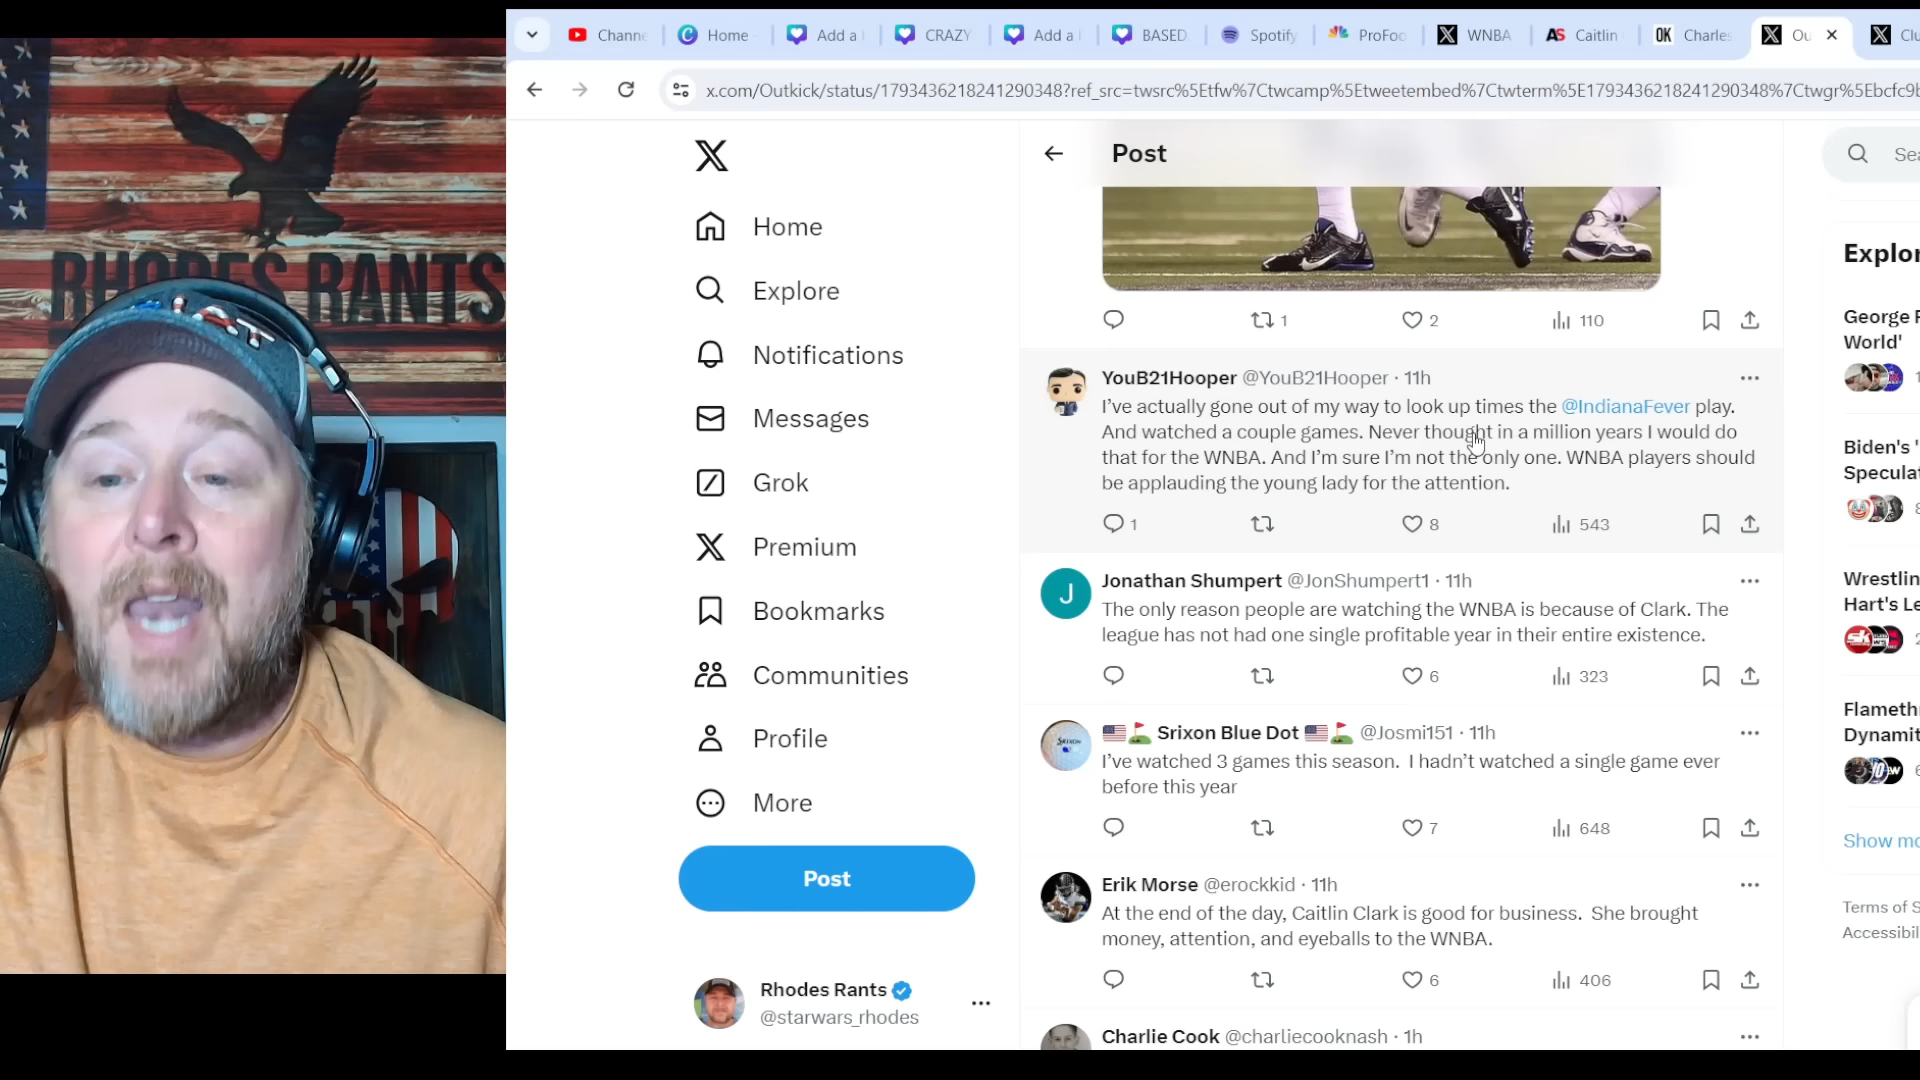 RHODES RANTS
Channe
Home
Add a
CRAZY
Add a
BASED
Spotify
ProFoo
WNBA
AS Caitlin
OK Charles
Ou
Clu
x.com/Outkick/status/1793436218241290348?ref_src=twsrc%5Etfw%7Ctwcamp%5Etweetembed%7Ctwterm%5E1793436218241290348%7Ctwgr%5Ebcfc9b
Home
Explore
Notifications
Messages
Grok
Premium
Bookmarks
Communities
Profile
More
Post
Rhodes Rants
@starwars_rhodes
Post
1 2 110
YouB21Hooper @YouB21Hooper · 11h
I've actually gone out of my way to look up times the @IndianaFever play.
And watched a couple games. Never thought in a million years I would do
that for the WNBA. And I'm sure I'm not the only one. WNBA players should
be applauding the young lady for the attention.
1 8 543
J
Jonathan Shumpert @JonShumpert1 · 11h
The only reason people are watching the WNBA is because of Clark. The
league has not had one single profitable year in their entire existence.
6 323
SRIXON
Srixon Blue Dot @Josmi151 · 11h
I've watched 3 games this season. I hadn't watched a single game ever
before this year
7 648
Erik Morse @erockkid · 11h
At the end of the day, Caitlin Clark is good for business. She brought
money, attention, and eyeballs to the WNBA.
6 406
Charlie Cook @charliecooknash · 1h
Sea
Explor
George F
World'
Biden's '
Speculat
Wrestlin
Hart's Le
Flamethr
Dynamit
Show mo
Terms of S
Accessibil